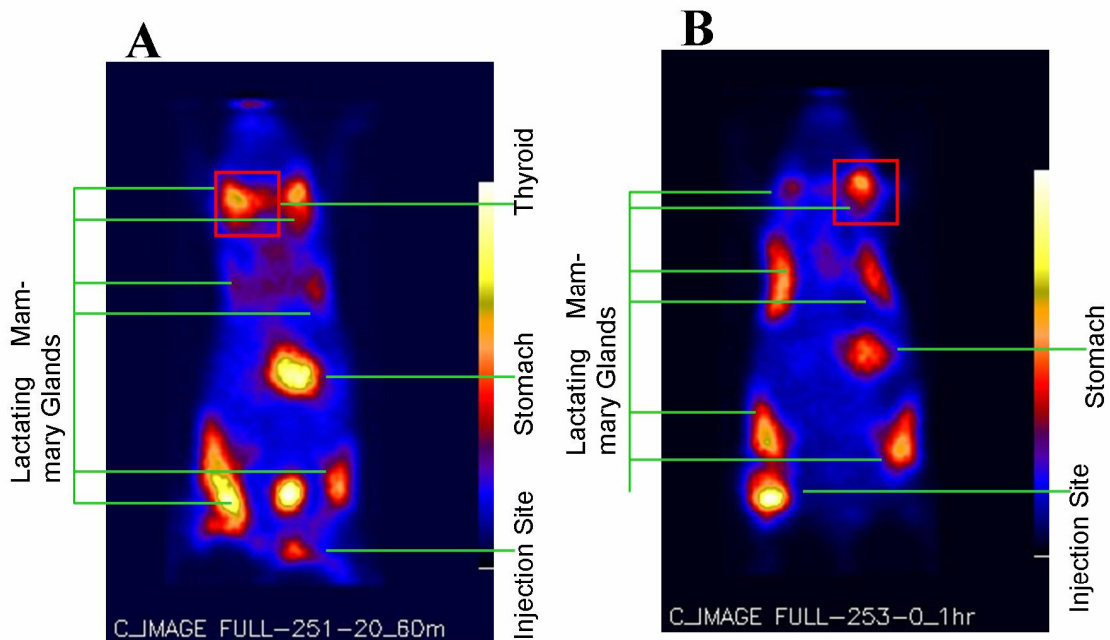 A
B
Thyroid
Lactating Mam-
mary Glands
Stomach
Injection Site
C_IMAGE FULL-251-20_60m
Lactating Mam-
mary Glands
Stomach
Injection Site
C_IMAGE FULL-253-0_1hr